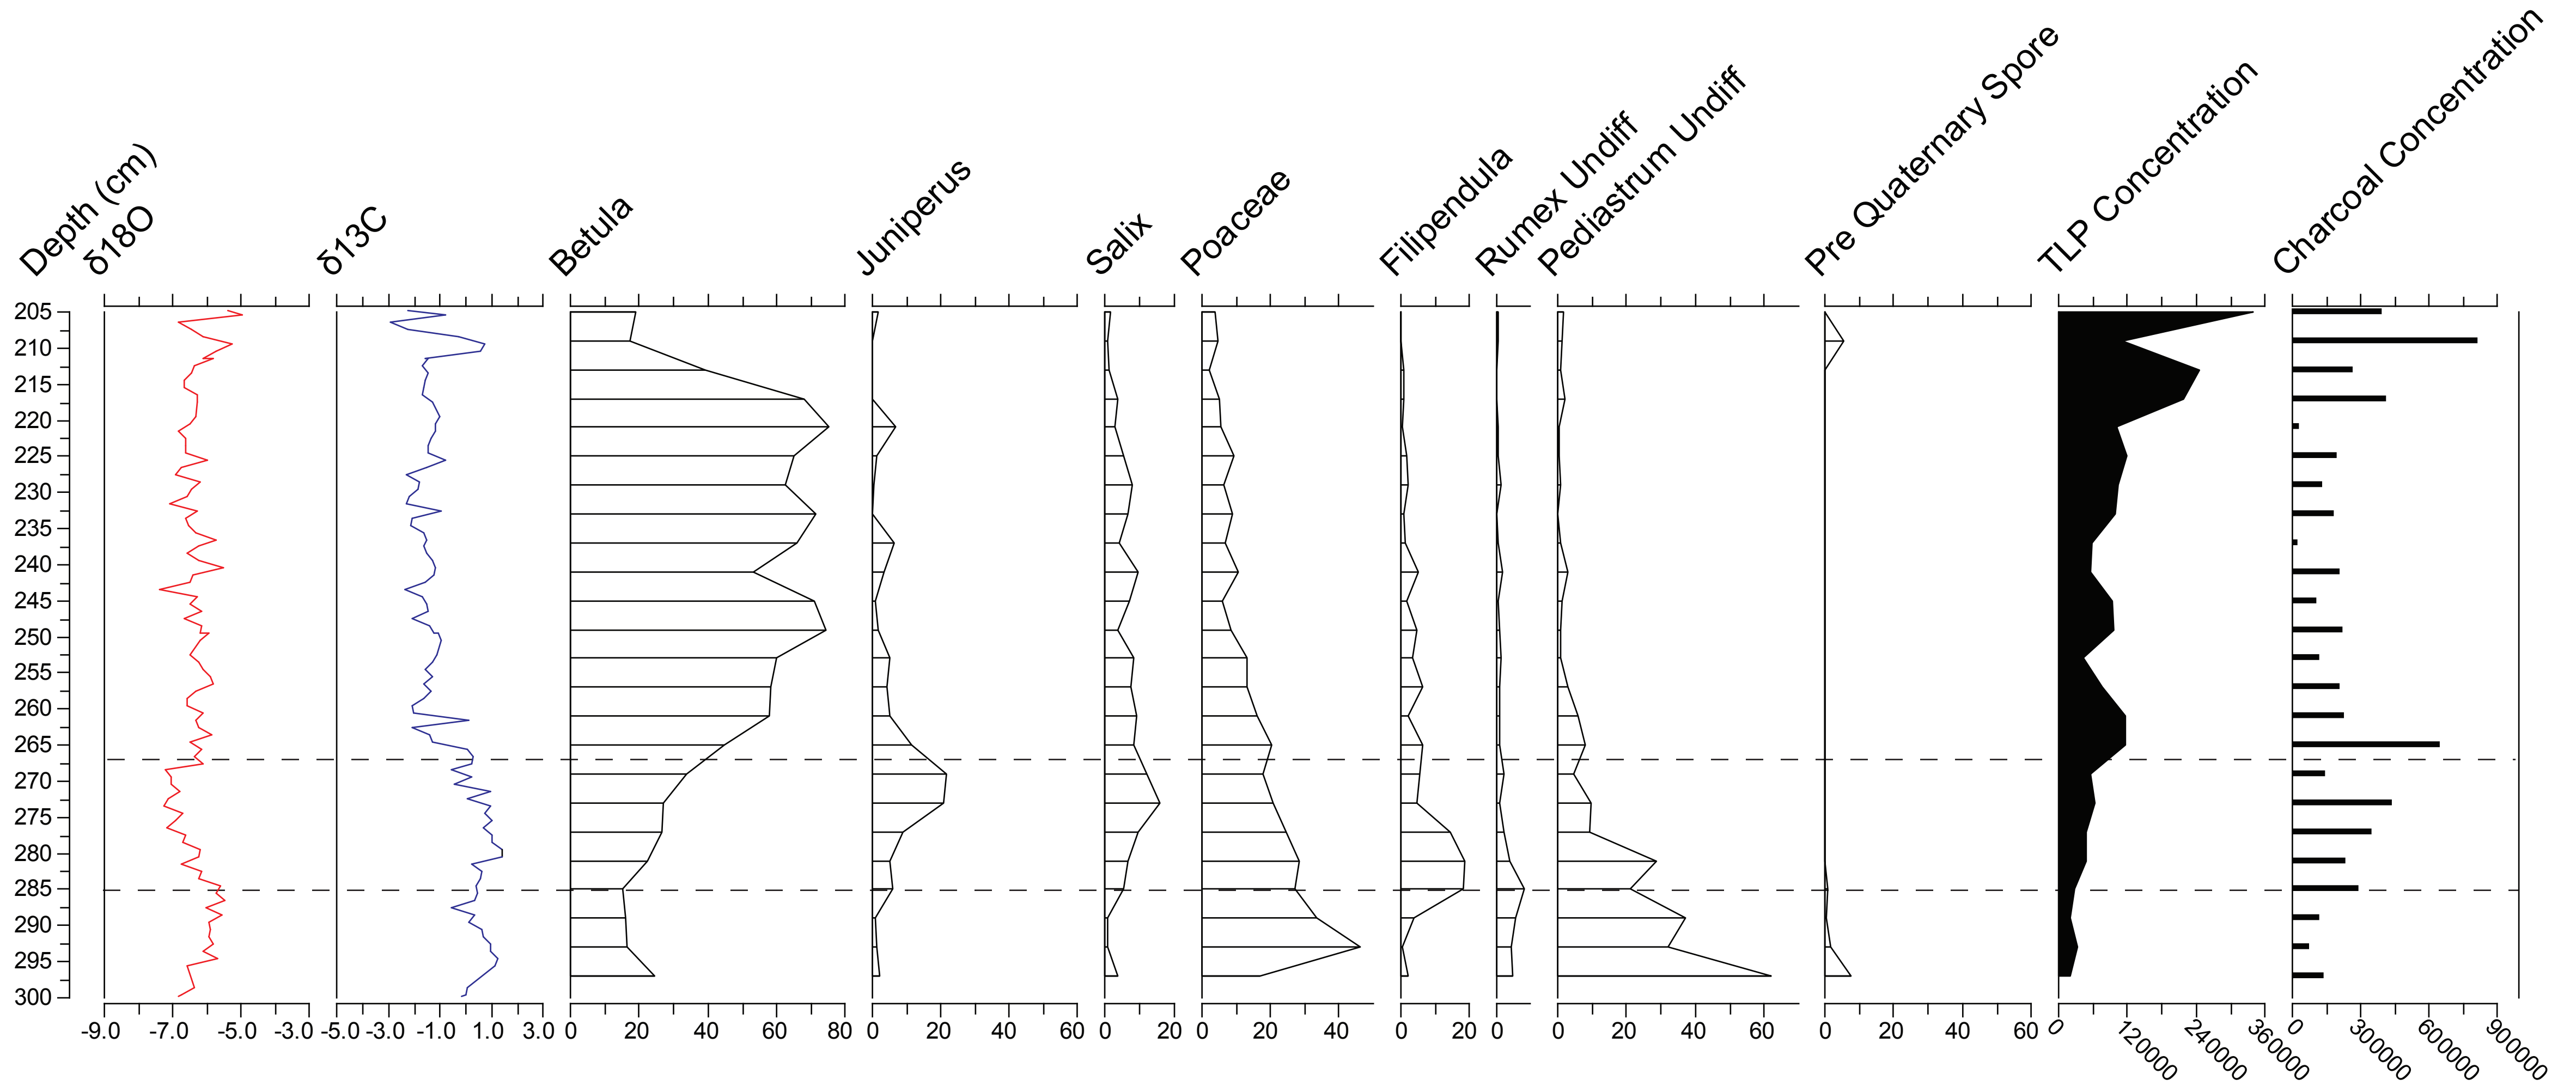 Depth (cm)
δ18O
δ13C
Betula
Juniperus
Salix
Poaceae
Filipendula
Rumex Undiff
Pediastrum Undiff
Pre Quaternary Spore
TLP Concentration
Charcoal Concentration
205
210
215
220
225
230
235
240
245
250
255
260
265
270
275
280
285
290
295
300
-9.0 -7.0 -5.0 -3.0
-5.0 -3.0 -1.0 1.0 3.0
0 20 40 60 80
0 20 40 60
0 20
0 20 40
0 20
0
0 20 40 60
0 20 40 60
0 120000 240000 360000
0 300000 600000 900000